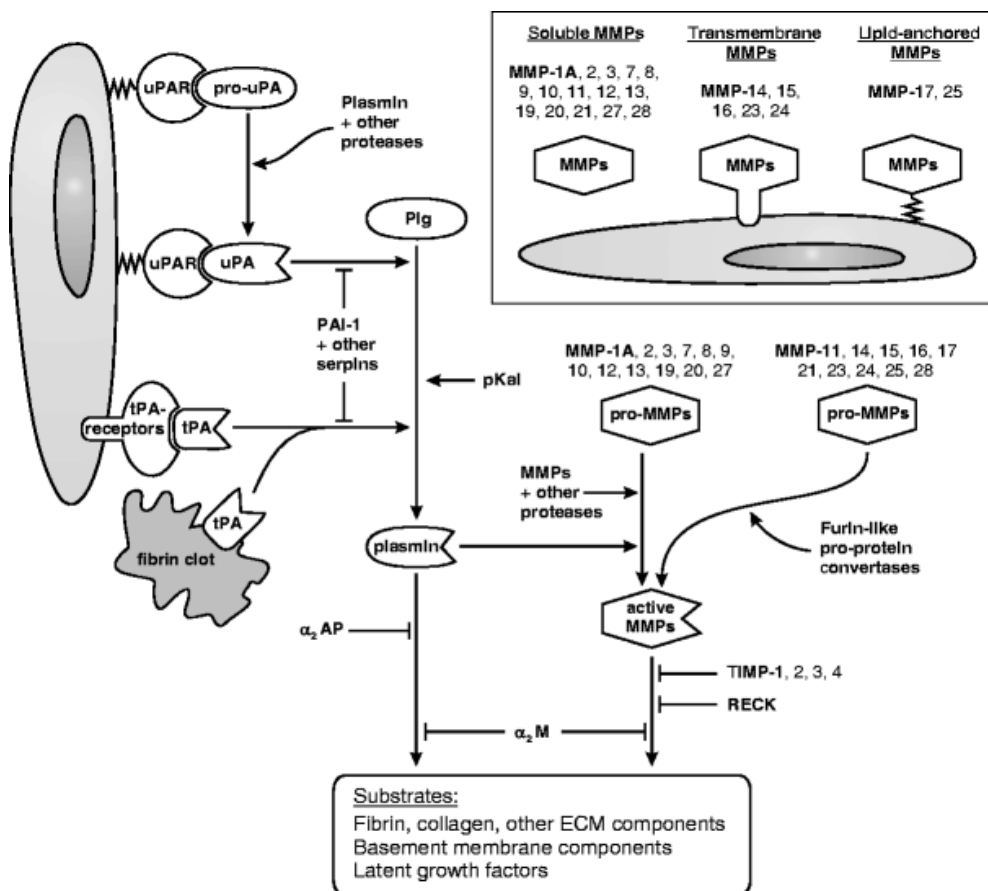 Soluble MMPs
MMP-1A, 2, 3, 7, 8,
9, 10, 11, 12, 13,
19, 20, 21, 27, 28
MMPs
Transmembrane
MMPs
MMP-14, 15,
16, 23, 24
MMPs
Lipid-anchored
MMPs
MMP-17, 25
MMPs
uPAR
pro-uPA
Plasmin
+ other
proteases
Plg
uPAR
uPA
PAI-1
+ other
serpins
pKal
tPA-
receptors
tPA
tPA
fibrin clot
plasmin
α2 AP
MMP-1A, 2, 3, 7, 8, 9,
10, 12, 13, 19, 20, 27
pro-MMPs
MMP-11, 14, 15, 16, 17
21, 23, 24, 25, 28
pro-MMPs
MMPs
+ other
proteases
Furin-like
pro-protein
convertases
active
MMPs
TIMP-1, 2, 3, 4
RECK
α2 M
Substrates:
Fibrin, collagen, other ECM components
Basement membrane components
Latent growth factors